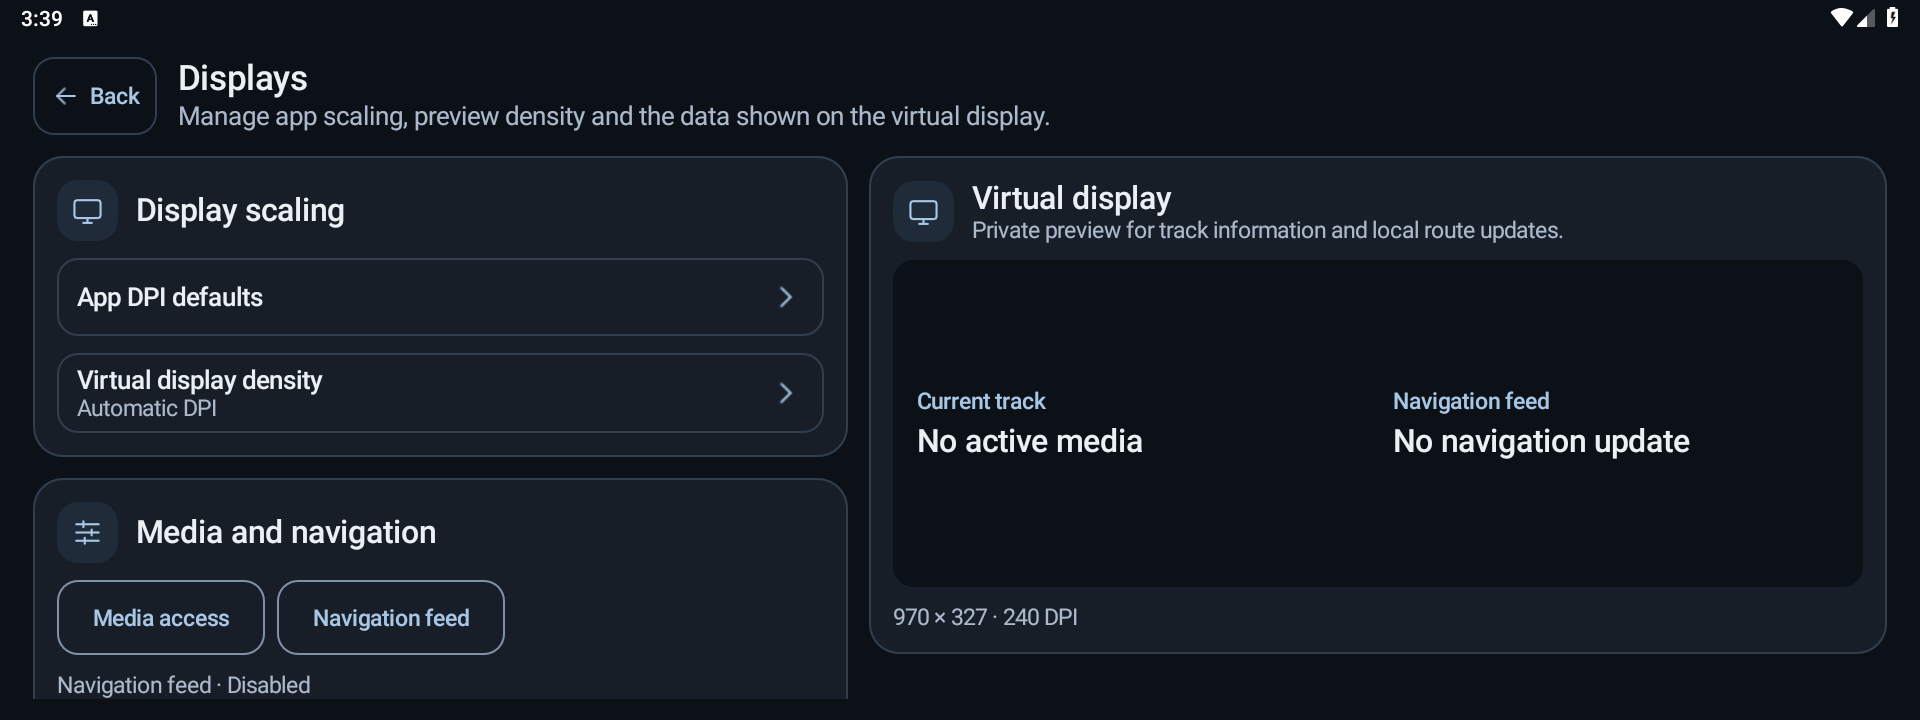 3:39
Back
Displays
Manage app scaling, preview density and the data shown on the virtual display.
Display scaling
App DPI defaults
Virtual display density
Automatic DPI
Media and navigation
Media access
Navigation feed
Navigation feed · Disabled
Virtual display
Private preview for track information and local route updates.
Current track
No active media
Navigation feed
No navigation update
970 × 327 · 240 DPI